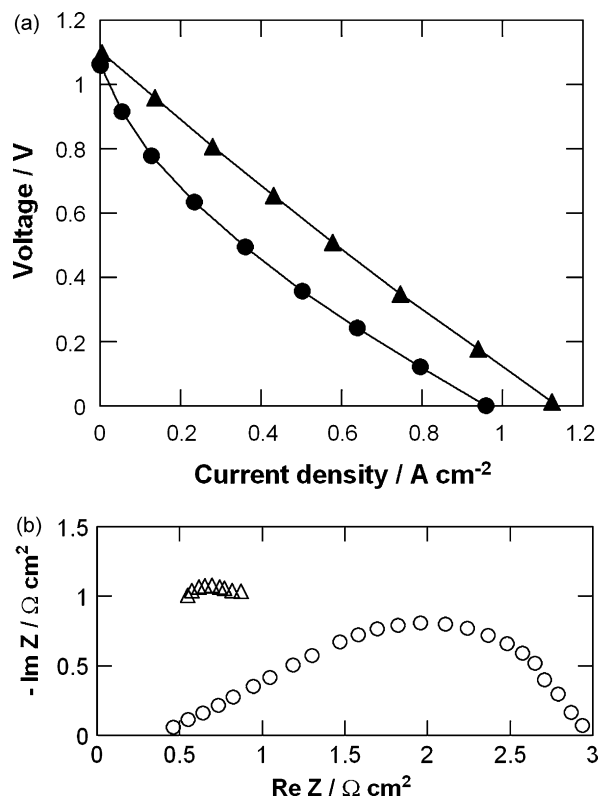 (a)
1.2
1
0.8
0.6
0.4
0.2
0
Voltage / V
0 0.2 0.4 0.6 0.8 1 1.2
Current density / A cm⁻²
(b)
1.5
1
0.5
0
- Im Z / Ω cm²
0 0.5 1 1.5 2 2.5 3
Re Z / Ω cm²